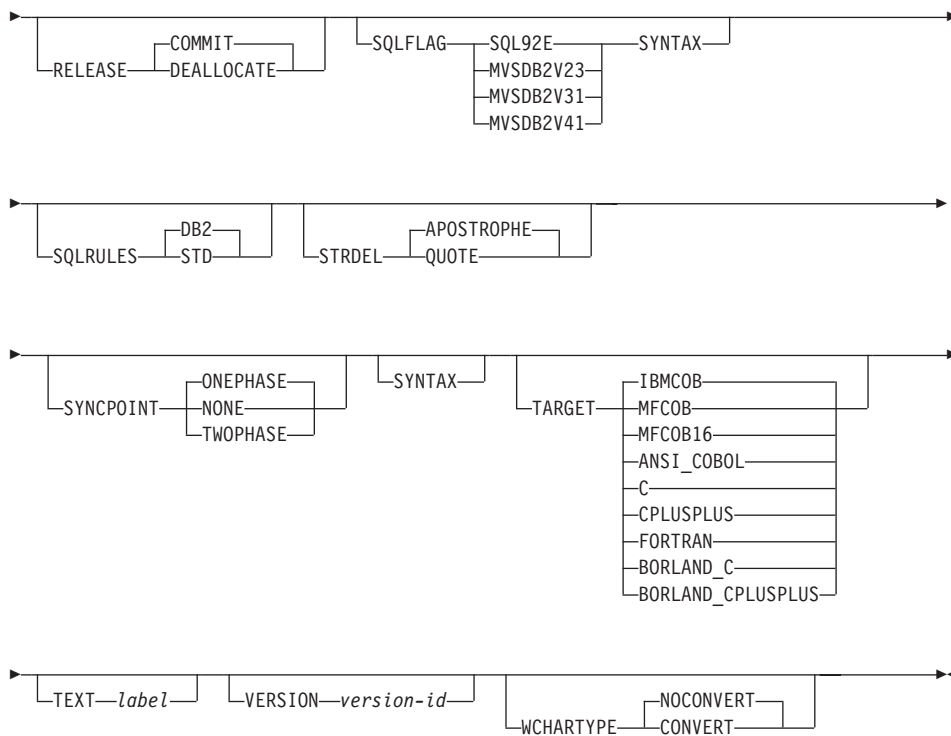 COMMIT
RELEASE DEALLOCATE
SQLFLAG SQL92E SYNTAX
MVSDB2V23
MVSDB2V31
MVSDB2V41
DB2
SQLRULES STD
APOSTROPHE
STRDEL QUOTE
ONEPHASE
SYNCPOINT NONE
TWOPHASE
SYNTAX
IBMCOB
TARGET MFCOB
MFCOB16
ANSI_COBOL
C
CPLUSPLUS
FORTRAN
BORLAND_C
BORLAND_CPLUSPLUS
TEXT label
VERSION version-id
NOCONVERT
WCHARTYPE CONVERT